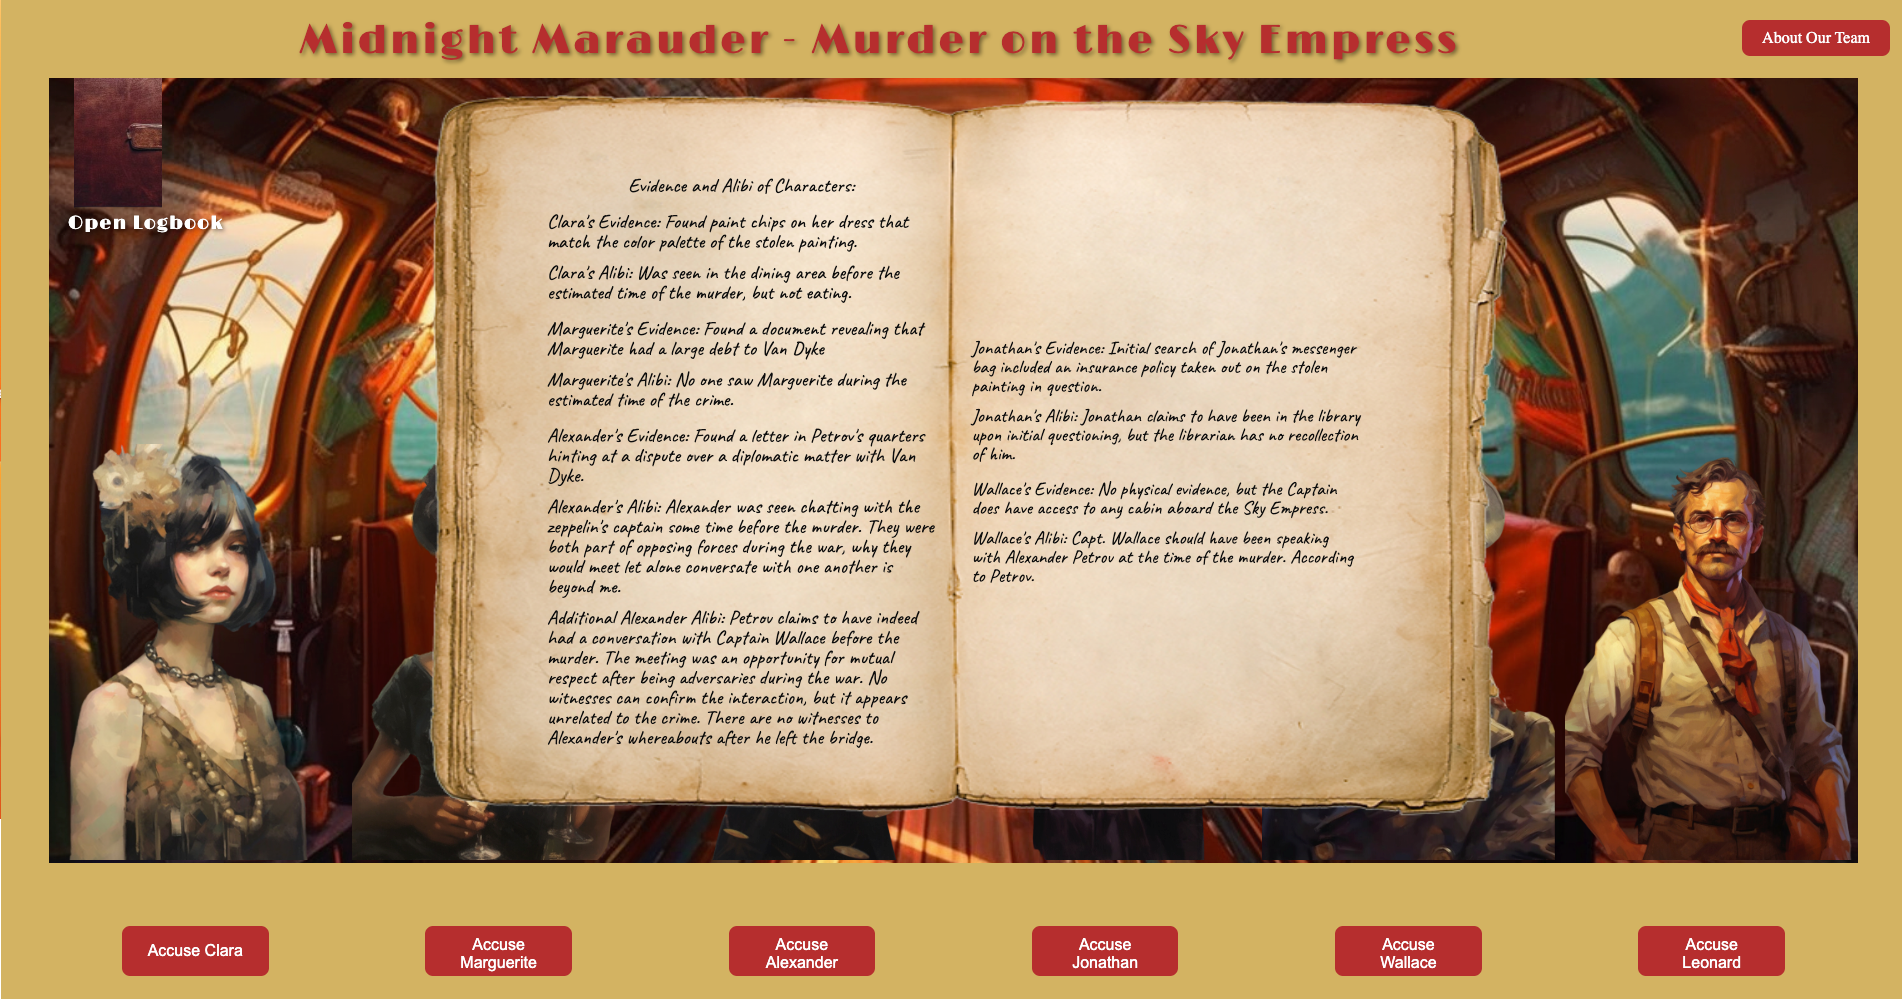 Midnight Marauder - Murder on the Sky Empress
About Our Team
Open Logbook
Evidence and Alibi of Characters:
Clara's Evidence: Found paint chips on her dress that
match the color palette of the stolen painting.
Clara's Alibi: Was seen in the dining area before the
estimated time of the murder, but not eating.
Marguerite's Evidence: Found a document revealing that
Marguerite had a large debt to Van Dyke
Marguerite's Alibi: No one saw Marguerite during the
estimated time of the crime.
Alexander's Evidence: Found a letter in Petrov's quarters
hinting at a dispute over a diplomatic matter with Van
Dyke.
Alexander's Alibi: Alexander was seen chatting with the
zeppelin's captain some time before the murder. They were
both part of opposing forces during the war, why they
would meet let alone conversate with one another is
beyond me.
Additional Alexander Alibi: Petrov claims to have indeed
had a conversation with Captain Wallace before the
murder. The meeting was an opportunity for mutual
respect after being adversaries during the war. No
witnesses can confirm the interaction, but it appears
unrelated to the crime. There are no witnesses to
Alexander's whereabouts after he left the bridge.
Jonathan's Evidence: Initial search of Jonathan's messenger
bag included an insurance policy taken out on the stolen
painting in question.
Jonathan's Alibi: Jonathan claims to have been in the library
upon initial questioning, but the librarian has no recollection
of him.
Wallace's Evidence: No physical evidence, but the Captain
does have access to any cabin aboard the Sky Empress.
Wallace's Alibi: Capt. Wallace should have been speaking
with Alexander Petrov at the time of the murder. According
to Petrov.
Accuse Clara
Accuse
Marguerite
Accuse
Alexander
Accuse
Jonathan
Accuse
Wallace
Accuse
Leonard